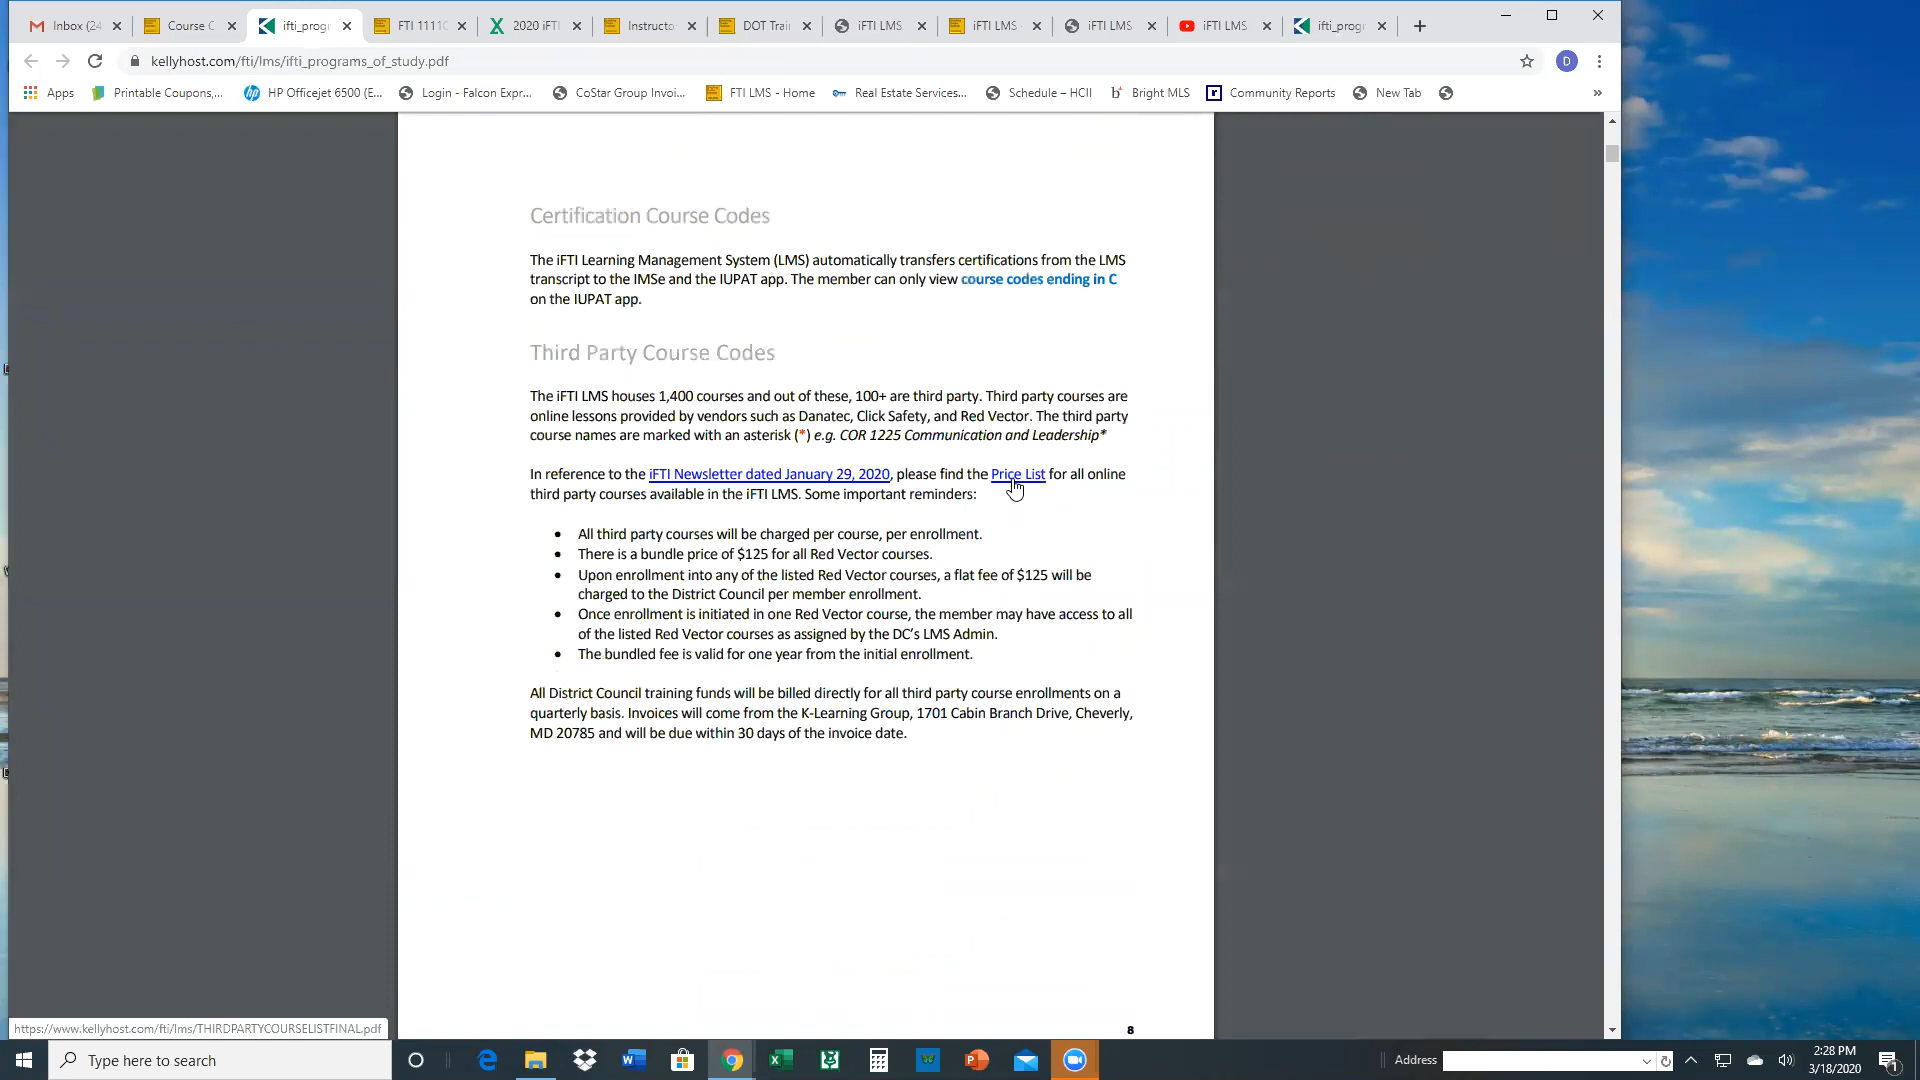 Inbox (24
Course C
ifti_prog
FTI 1111C
2020 iFTI
Instructo
DOT Trai
iFTI LMS
iFTI LMS
iFTI LMS
iFTI LMS
ifti_prog
kellyhost.com/fti/lms/ifti_programs_of_study.pdf
D
Apps
Printable Coupons,...
HP Officejet 6500 (E...
Login - Falcon Expr...
CoStar Group Invoi...
FTI LMS - Home
Real Estate Services...
Schedule – HCII
Bright MLS
Community Reports
New Tab
»
Certification Course Codes
The iFTI Learning Management System (LMS) automatically transfers certifications from the LMS
transcript to the IMSe and the IUPAT app. The member can only view course codes ending in C
on the IUPAT app.
Third Party Course Codes
The iFTI LMS houses 1,400 courses and out of these, 100+ are third party. Third party courses are
online lessons provided by vendors such as Danatec, Click Safety, and Red Vector. The third party
course names are marked with an asterisk (*) e.g. COR 1225 Communication and Leadership*
In reference to the iFTI Newsletter dated January 29, 2020, please find the Price List for all online
third party courses available in the iFTI LMS. Some important reminders:
• All third party courses will be charged per course, per enrollment.
• There is a bundle price of $125 for all Red Vector courses.
• Upon enrollment into any of the listed Red Vector courses, a flat fee of $125 will be
charged to the District Council per member enrollment.
• Once enrollment is initiated in one Red Vector course, the member may have access to all
of the listed Red Vector courses as assigned by the DC's LMS Admin.
• The bundled fee is valid for one year from the initial enrollment.
All District Council training funds will be billed directly for all third party course enrollments on a
quarterly basis. Invoices will come from the K-Learning Group, 1701 Cabin Branch Drive, Cheverly,
MD 20785 and will be due within 30 days of the invoice date.
8
https://www.kellyhost.com/fti/lms/THIRDPARTYCOURSELISTFINAL.pdf
Type here to search
Address
2:28 PM
3/18/2020
1